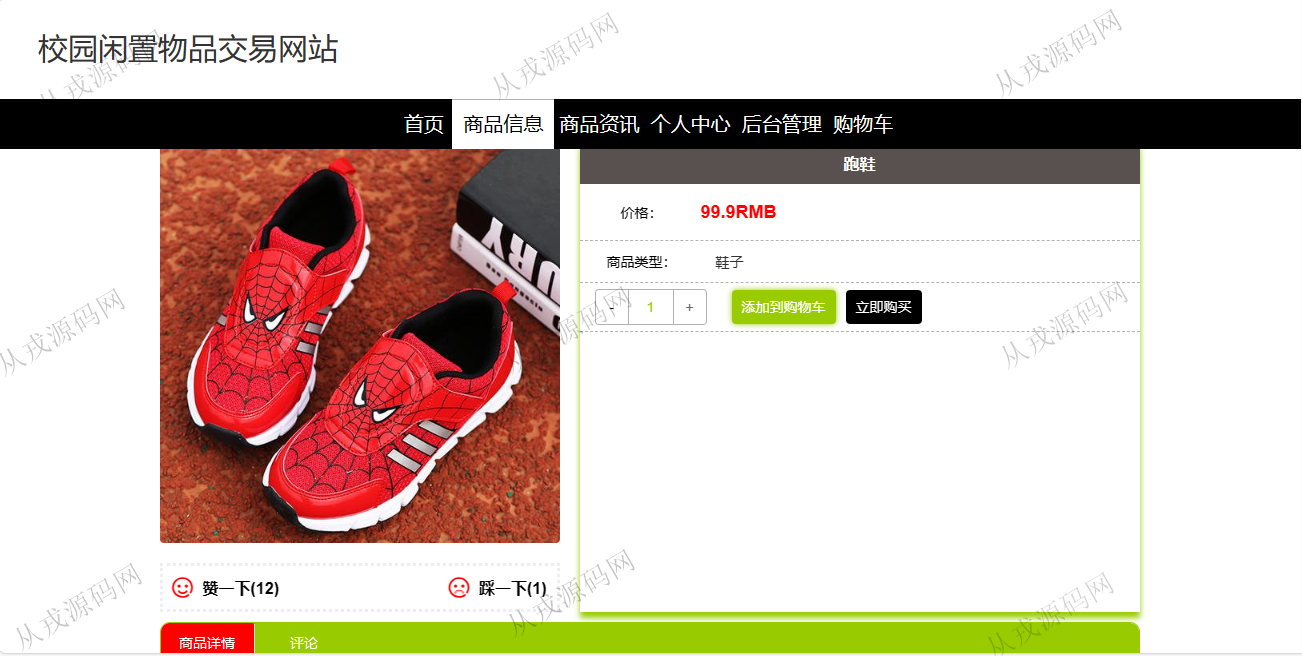 校园闲置物品交易网站
首页 商品信息 商品资讯 个人中心 后台管理 购物车
跑鞋
价格： 99.9RMB
商品类型： 鞋子
- 1 + 添加到购物车 立即购买
赞一下(12) 踩一下(1)
商品详情 评论
从戎源码网
从戎源码网
从戎源码网
从戎源码网
源码网
从戎源码网
从戎源码网
从戎源码网
从戎源码网